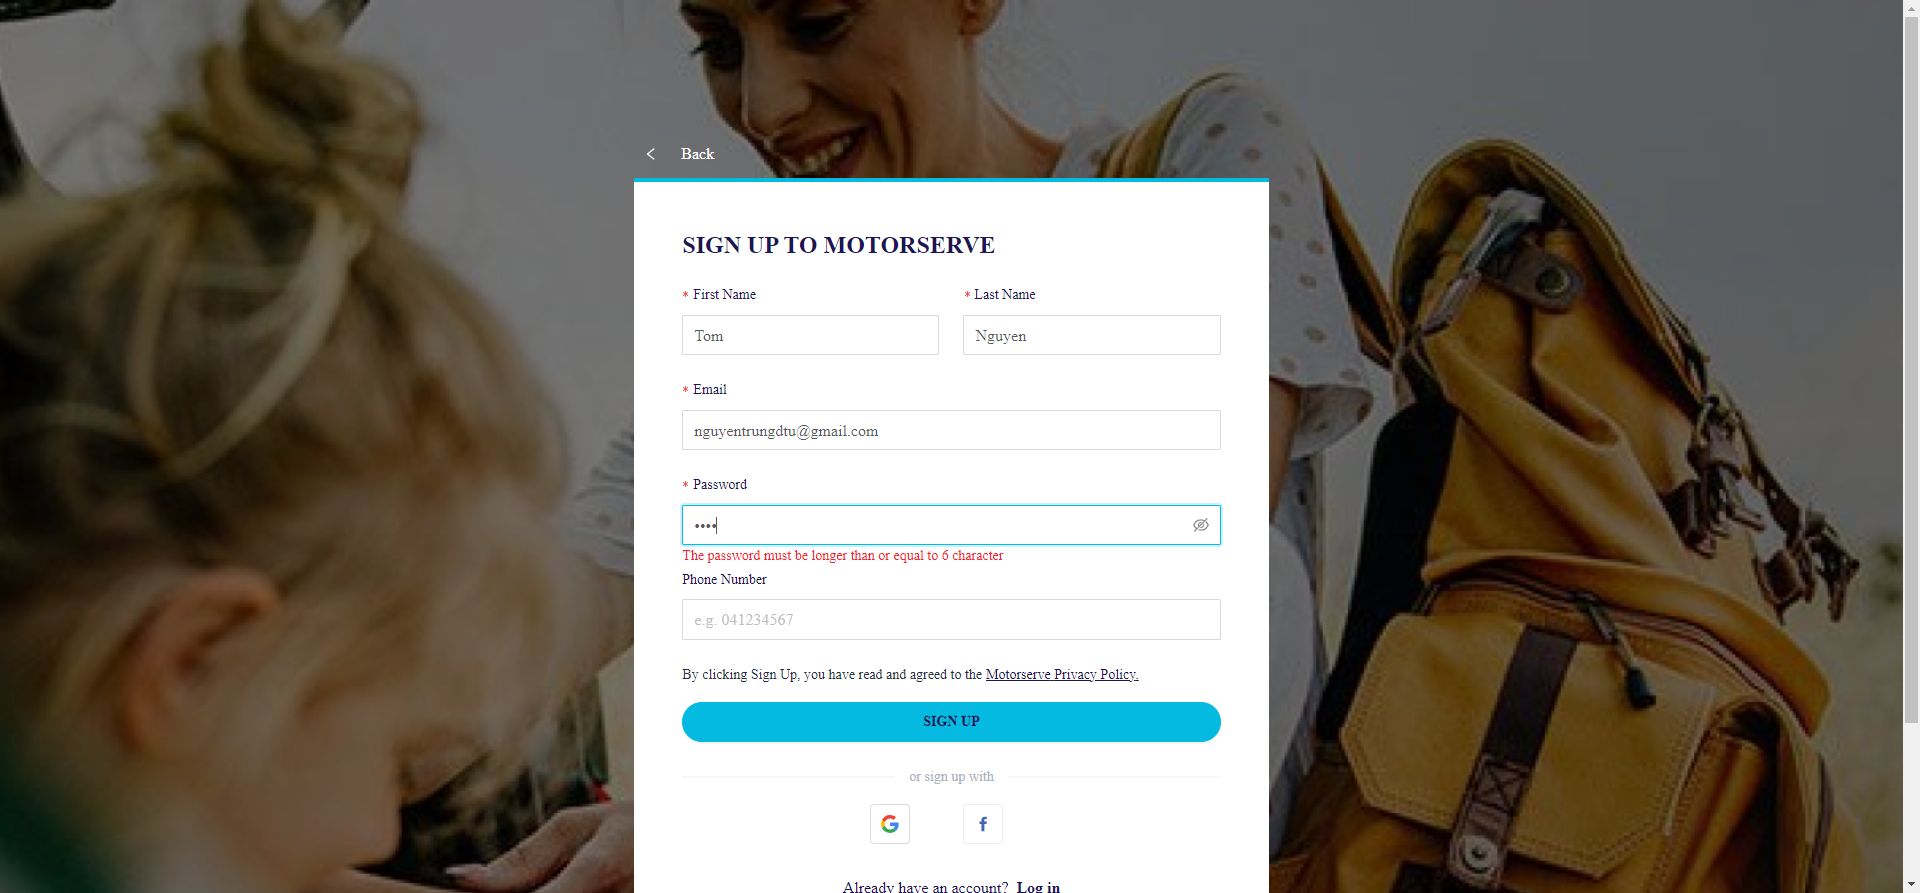 Back
SIGN UP TO MOTORSERVE
* First Name
* Last Name
Tom
Nguyen
* Email
nguyentrungdtu@gmail.com
* Password
••••
The password must be longer than or equal to 6 character
Phone Number
e.g. 041234567
By clicking Sign Up, you have read and agreed to the Motorserve Privacy Policy.
SIGN UP
or sign up with
G
f
Already have an account? Log in